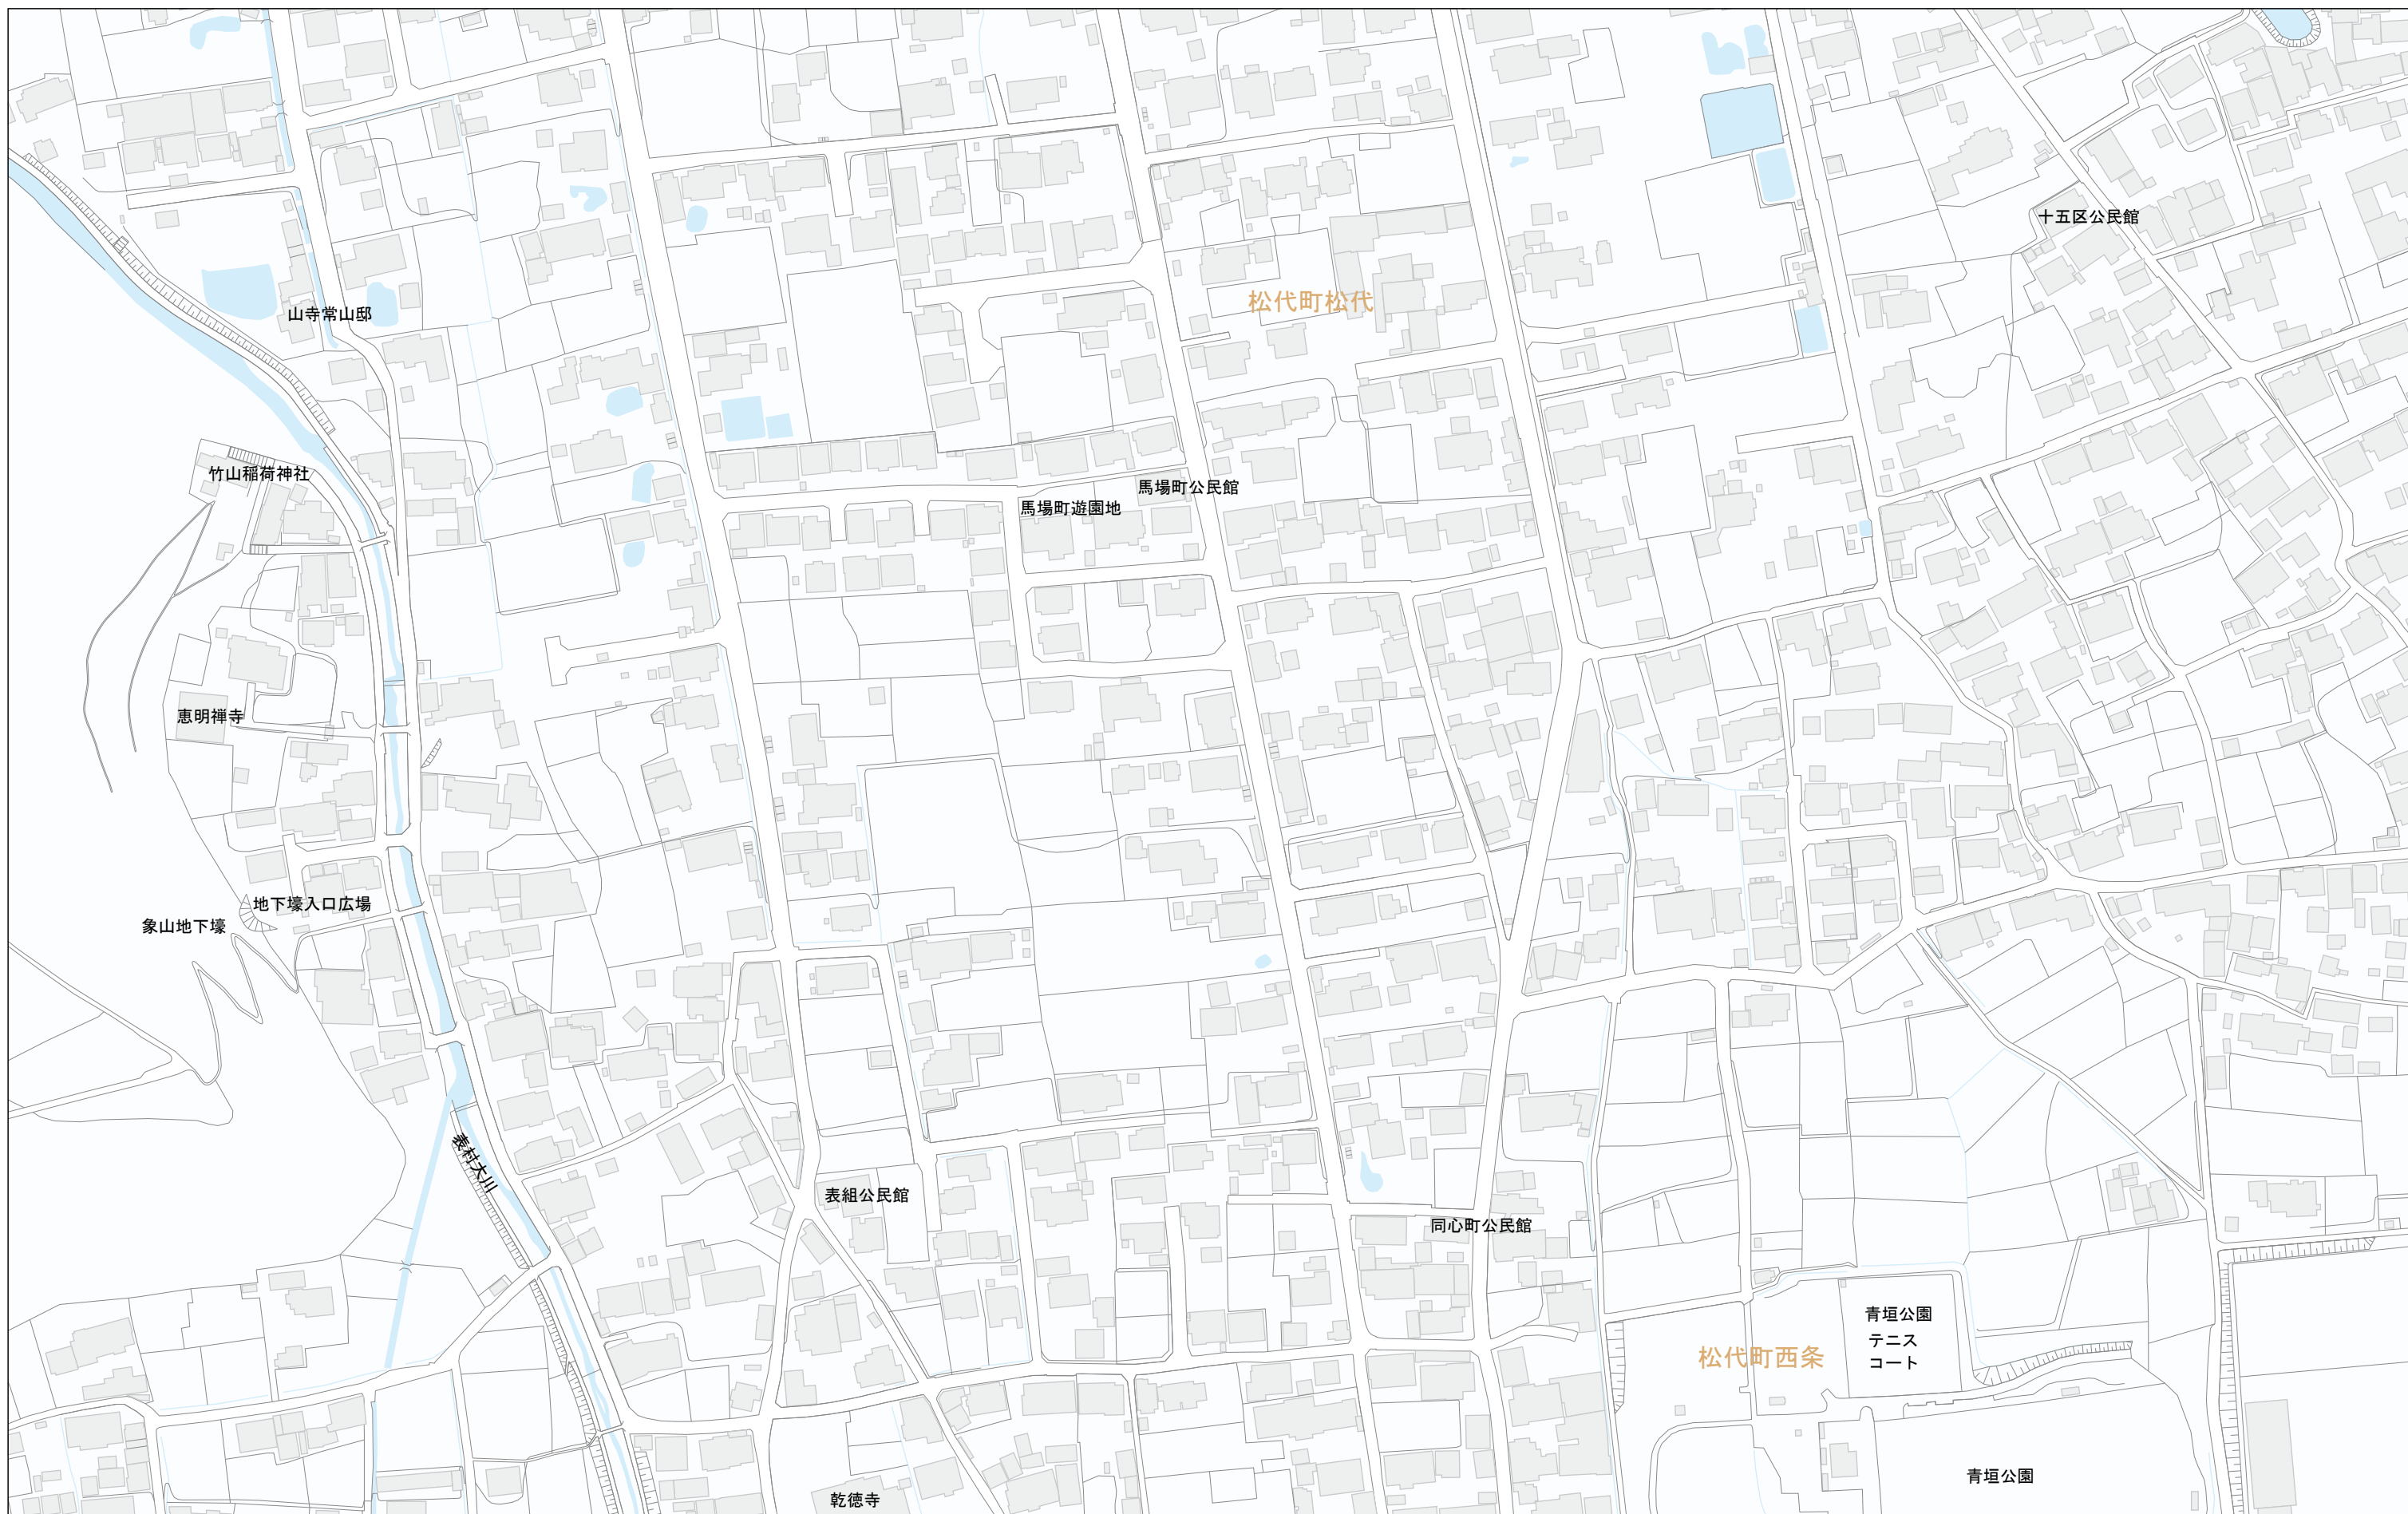 十五区公民館
松代町松代
山寺常山邸
竹山稲荷神社
馬場町公民館
馬場町遊園地
恵明禅寺
地下壕入口広場
象山地下壕
表村大川
表組公民館
同心町公民館
青垣公園
テニス
コート
松代町西条
青垣公園
乾徳寺